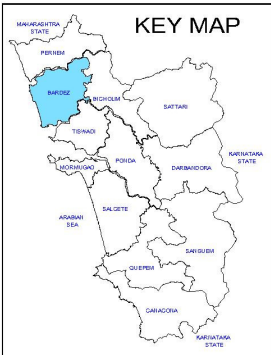 KEY MAP
MAHARASHTRA
STATE
PERNEM
BARDEZ
BICHOLIM
SATTARI
TISWADI
MORMUGAO
PONDA
DARBANDORA
KARNATAKA
STATE
ARABIAN
SEA
SALCETE
SANGUEM
QUEPEM
CANACONA
KARNATAKA
STATE